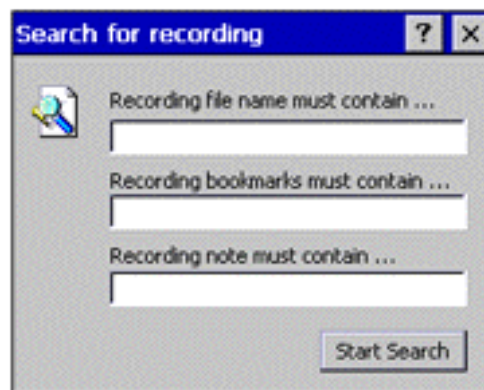 Search for recording ? ×
Recording file name must contain ...
Recording bookmarks must contain ...
Recording note must contain ...
Start Search